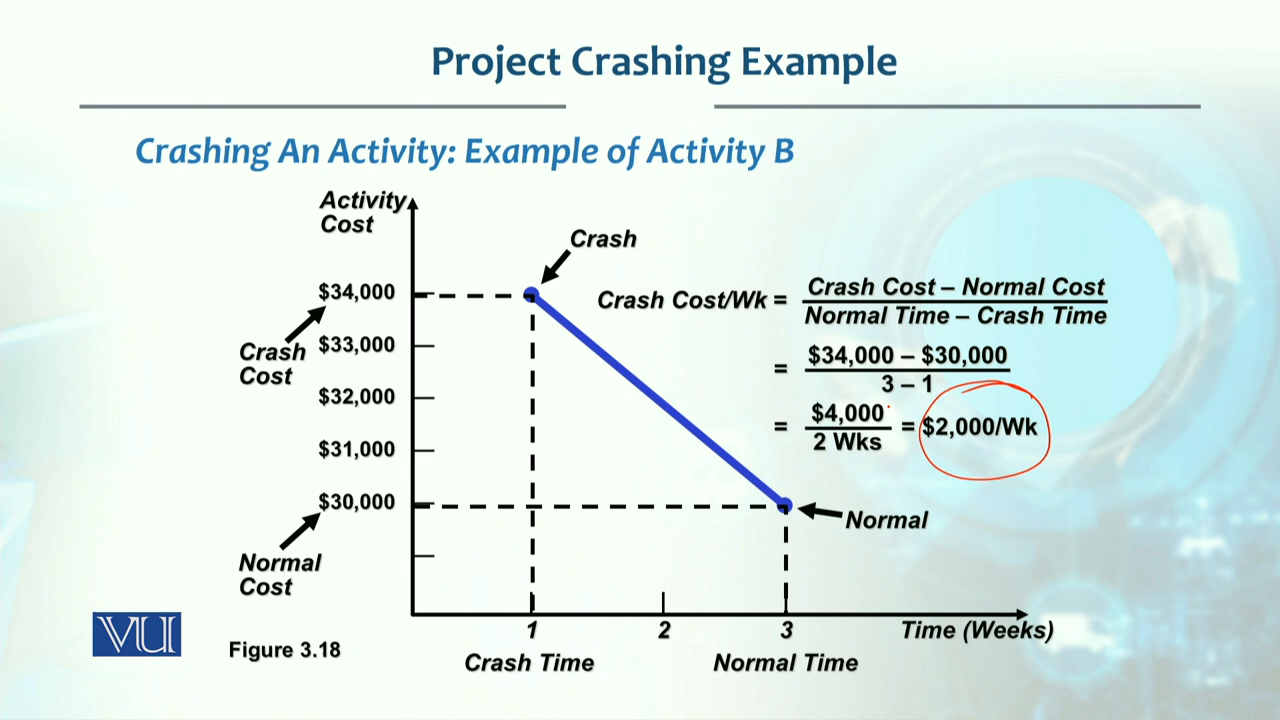 Project Crashing Example
Crashing An Activity: Example of Activity B
Activity
Cost
Crash
$34,000
Crash Cost/Wk =
Crash Cost – Normal Cost
Normal Time – Crash Time
Crash
Cost
$33,000
=
$34,000 – $30,000
3 – 1
$32,000
=
$4,000
2 Wks
= $2,000/Wk
$31,000
$30,000
Normal
Normal
Cost
1
2
3
Time (Weeks)
Crash Time
Normal Time
VU
Figure 3.18